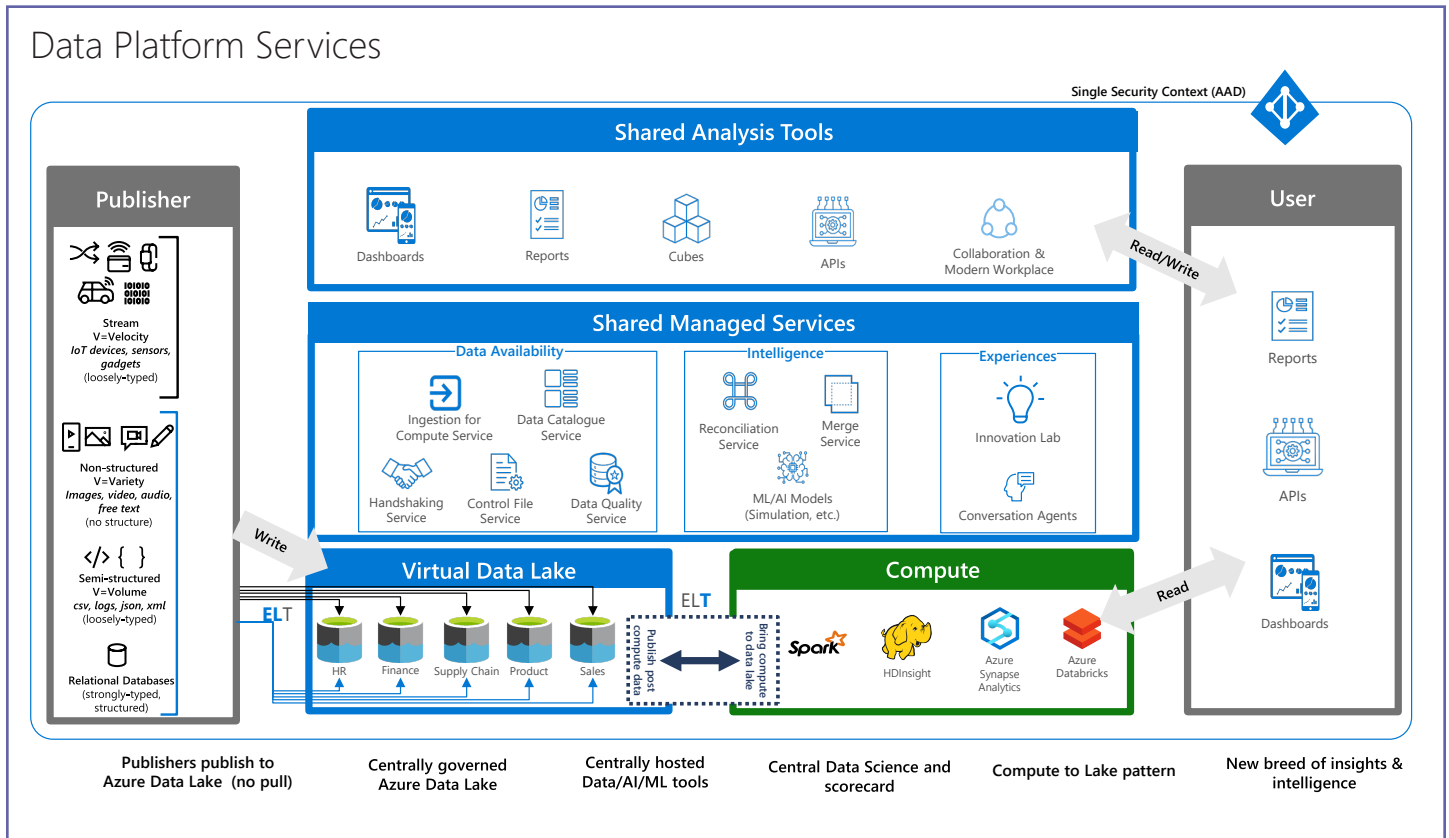 Data Platform Services
Single Security Context (AAD)
Publisher
Stream
V=Velocity
IoT devices, sensors,
gadgets
(loosely-typed)
Non-structured
V=Variety
Images, video, audio,
free text
(no structure)
</> { }
Semi-structured
V=Volume
csv, logs, json, xml
(loosely-typed)
Relational Databases
(strongly-typed,
structured)
101010
010101
101010
Write
ELT
Shared Analysis Tools
Dashboards
Reports
Cubes
APIs
Collaboration &
Modern Workplace
Read/Write
Shared Managed Services
Data Availability
Ingestion for
Compute Service
Data Catalogue
Service
Handshaking
Service
Control File
Service
Data Quality
Service
Intelligence
Reconciliation
Service
Merge
Service
ML/AI Models
(Simulation, etc.)
Experiences
Innovation Lab
Conversation Agents
Virtual Data Lake
HR
Finance
Supply Chain
Product
Sales
ELT
Publish post
compute data
Bring compute
to data lake
Compute
Spark
HDInsight
Azure
Synapse
Analytics
Azure
Databricks
Read
User
Reports
APIs
Dashboards
Publishers publish to
Azure Data Lake (no pull)
Centrally governed
Azure Data Lake
Centrally hosted
Data/AI/ML tools
Central Data Science and
scorecard
Compute to Lake pattern
New breed of insights &
intelligence